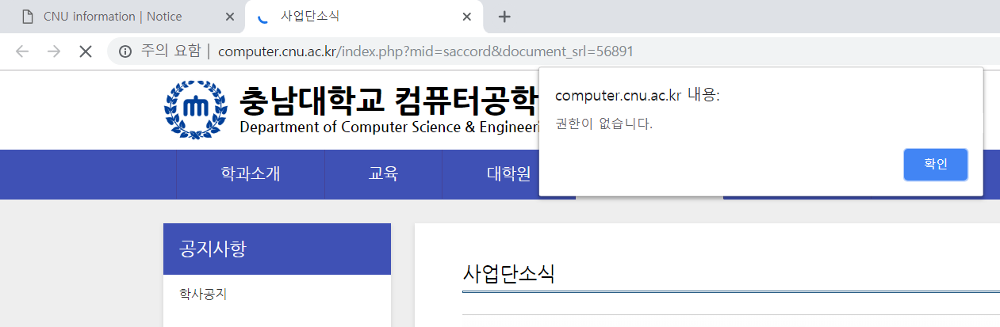 CNU information | Notice
사업단소식
주의 요함 | computer.cnu.ac.kr/index.php?mid=saccord&document_srl=56891
computer.cnu.ac.kr 내용:
권한이 없습니다.
확인
충남대학교 컴퓨터공학
Department of Computer Science & Engineeri
학과소개 교육 대학원
공지사항
학사공지
사업단소식